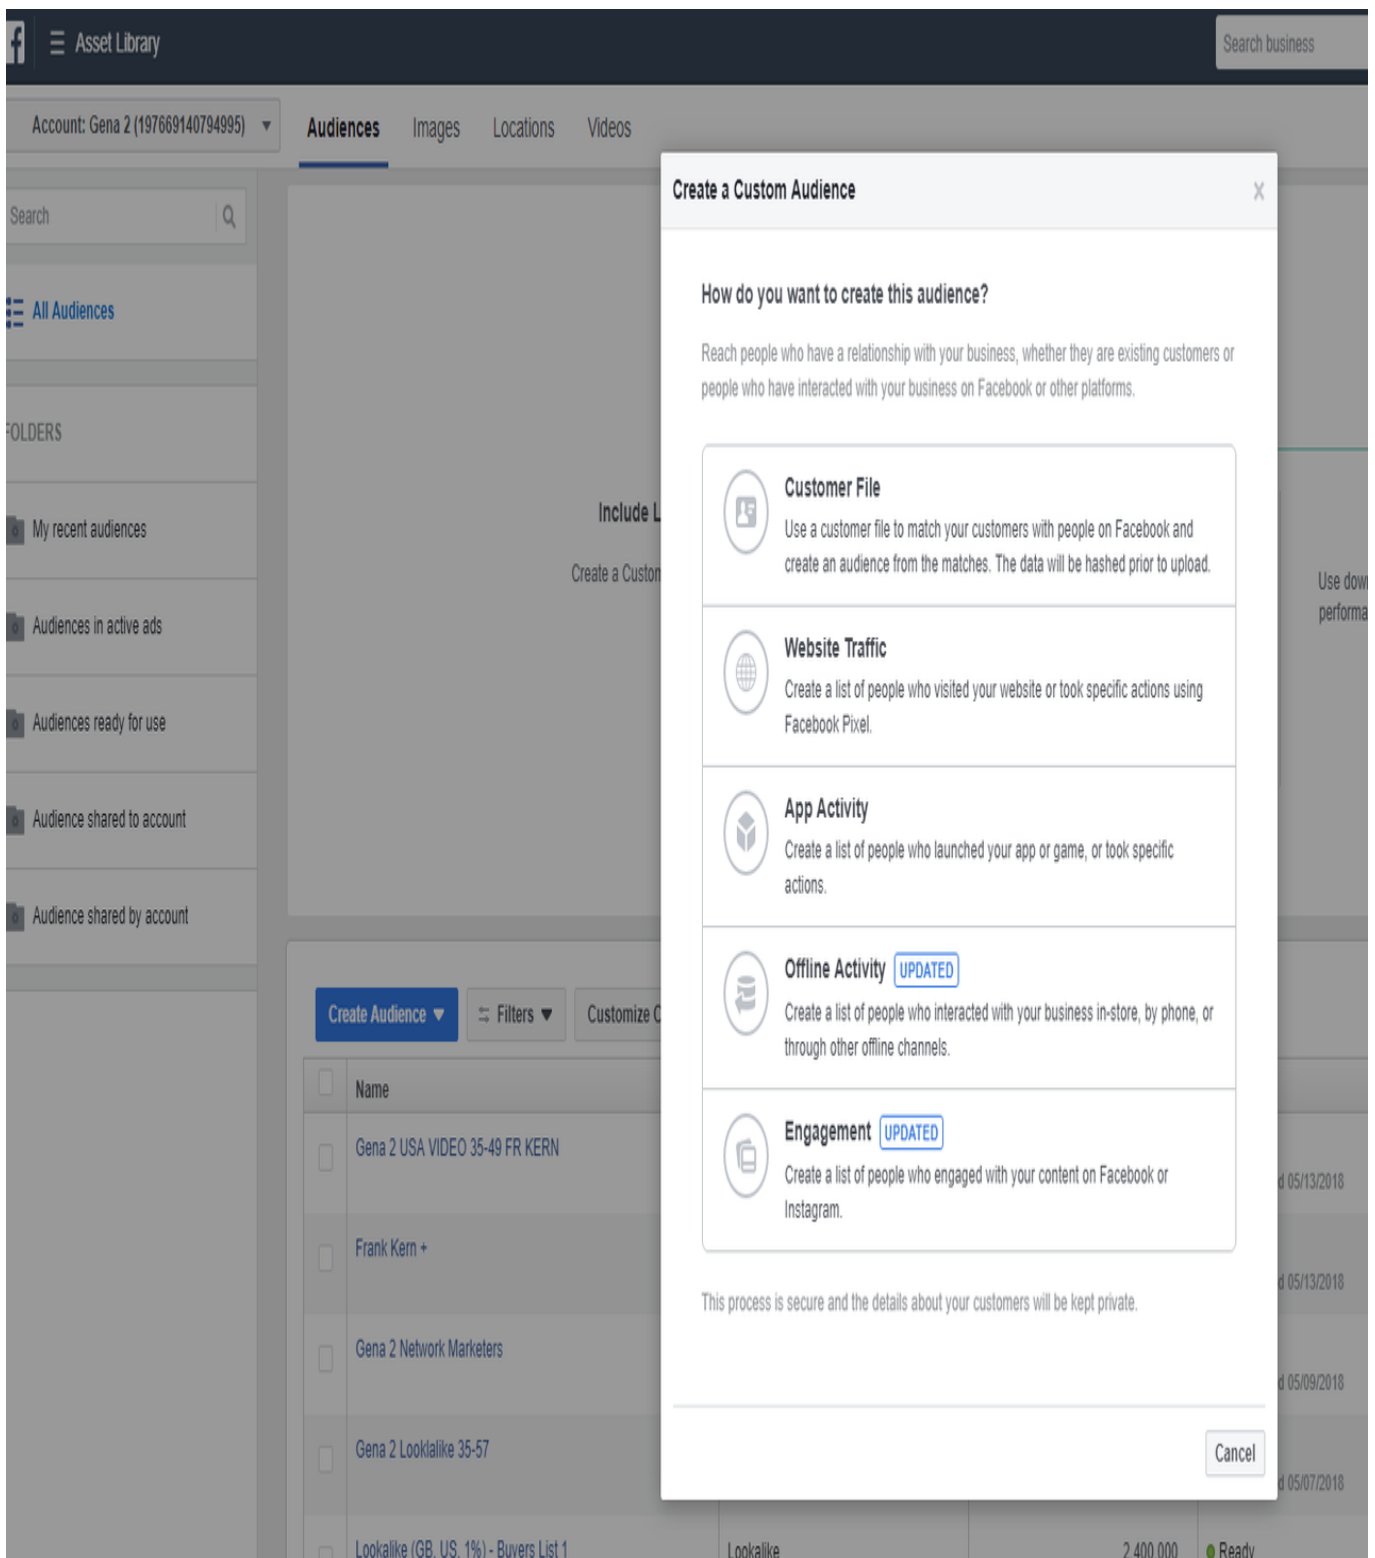 Asset Library
Search business
Account: Gena 2 (197669140794995)
Audiences
Images
Locations
Videos
Search
All Audiences
FOLDERS
My recent audiences
Audiences in active ads
Audiences ready for use
Audience shared to account
Audience shared by account
Include L
Create a Custom
Use dow
performa
Create a Custom Audience
X
How do you want to create this audience?
Reach people who have a relationship with your business, whether they are existing customers or
people who have interacted with your business on Facebook or other platforms.
Customer File
Use a customer file to match your customers with people on Facebook and
create an audience from the matches. The data will be hashed prior to upload.
Website Traffic
Create a list of people who visited your website or took specific actions using
Facebook Pixel.
App Activity
Create a list of people who launched your app or game, or took specific
actions.
Offline Activity UPDATED
Create a list of people who interacted with your business in-store, by phone, or
through other offline channels.
Engagement UPDATED
Create a list of people who engaged with your content on Facebook or
Instagram.
This process is secure and the details about your customers will be kept private.
Cancel
Create Audience
Filters
Customize C
Name
Gena 2 USA VIDEO 35-49 FR KERN
d 05/13/2018
Frank Kern +
d 05/13/2018
Gena 2 Network Marketers
d 05/09/2018
Gena 2 Looklalike 35-57
d 05/07/2018
Lookalike (GB, US, 1%) - Buyers List 1
Lookalike
2,400,000
Ready